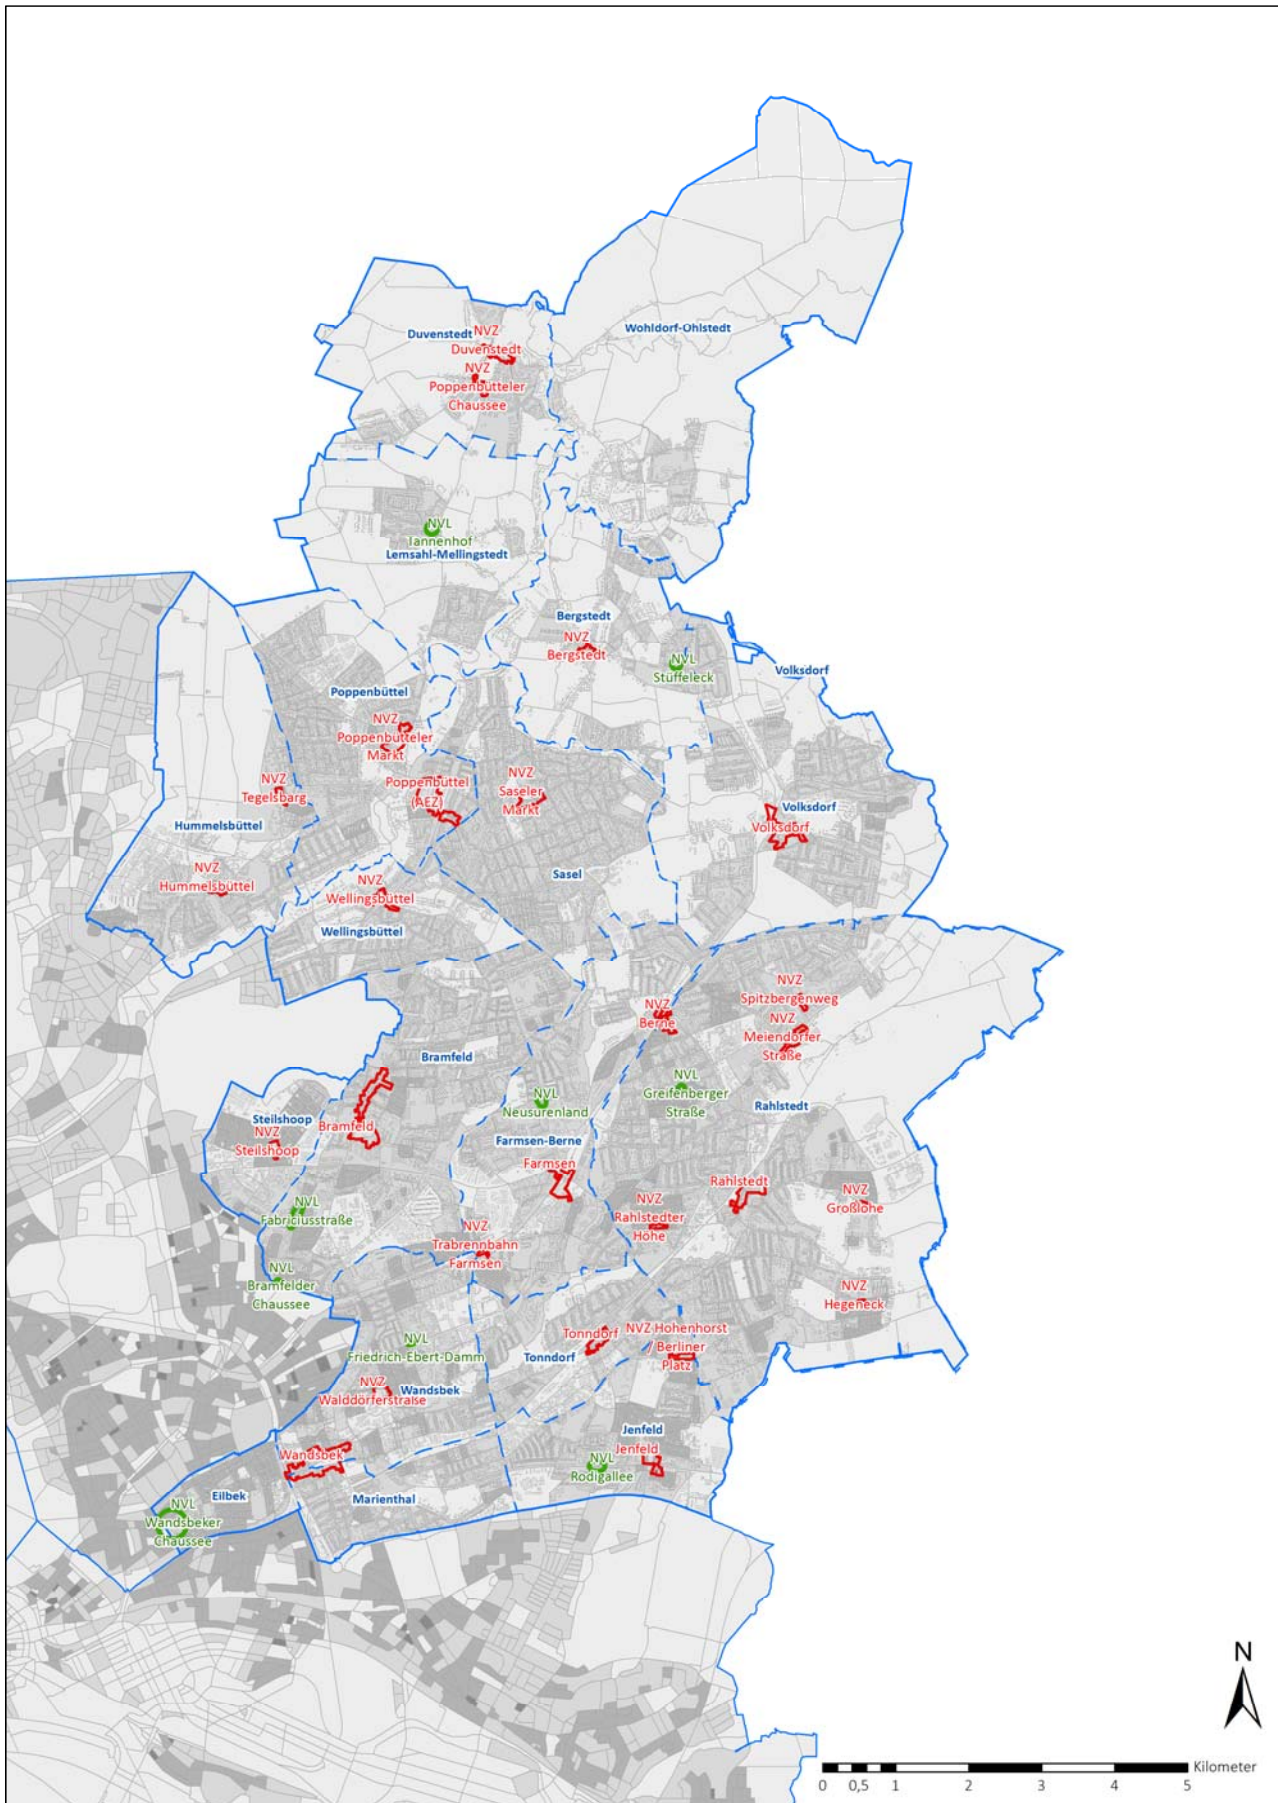 Duvenstedt
NVZ
Duvenstedt
Wohldorf-Ohlstedt
NVZ
Poppenbütteler
Chaussee
NVL
Tannenhof
Lemsahl-Mellingstedt
Bergstedt
NVZ
Bergstedt
NVL
Stüffeleck
Volksdorf
Poppenbüttel
NVZ
Poppenbütteler
Markt
NVZ
Tegelsbarg
Poppenbüttel
(AEZ)
NVZ
Saseler
Markt
Volksdorf
Volksdorf
Hummelsbüttel
NVZ
Hummelsbüttel
NVZ
Wellingsbüttel
Wellingsbüttel
Sasel
NVZ
Spitzbergenweg
NVZ
Berne
NVZ
Meiendorfer
Straße
Bramfeld
NVL
Neusurenland
NVL
Greifenberger
Straße
Rahlstedt
Steilshoop
NVZ
Steilshoop
Bramfeld
Farmsen-Berne
Farmsen
Rahlstedt
NVZ
Großlohe
NVL
Fabriciusstraße
NVZ
Rahlstedter
Höhe
NVZ
Trabrennbahn
Farmsen
NVL
Bramfelder
Chaussee
NVZ
Hegeneck
NVL
Friedrich-Ebert-Damm
Tonndorf
Tonndorf
NVZ Hohenhorst
/ Berliner
Platz
NVZ
Walddörferstraße
Wandsbek
Wandsbek
Jenfeld
Jenfeld
NVL
Rodigallee
Eilbek
Marienthal
NVL
Wandsbeker
Chaussee
N
Kilometer
0 0,5 1 2 3 4 5